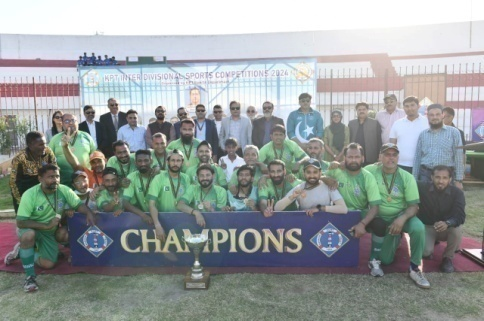 KPT INTER DIVISIONAL SPORTS COMPETITIONS 2024
CHAMPIONS